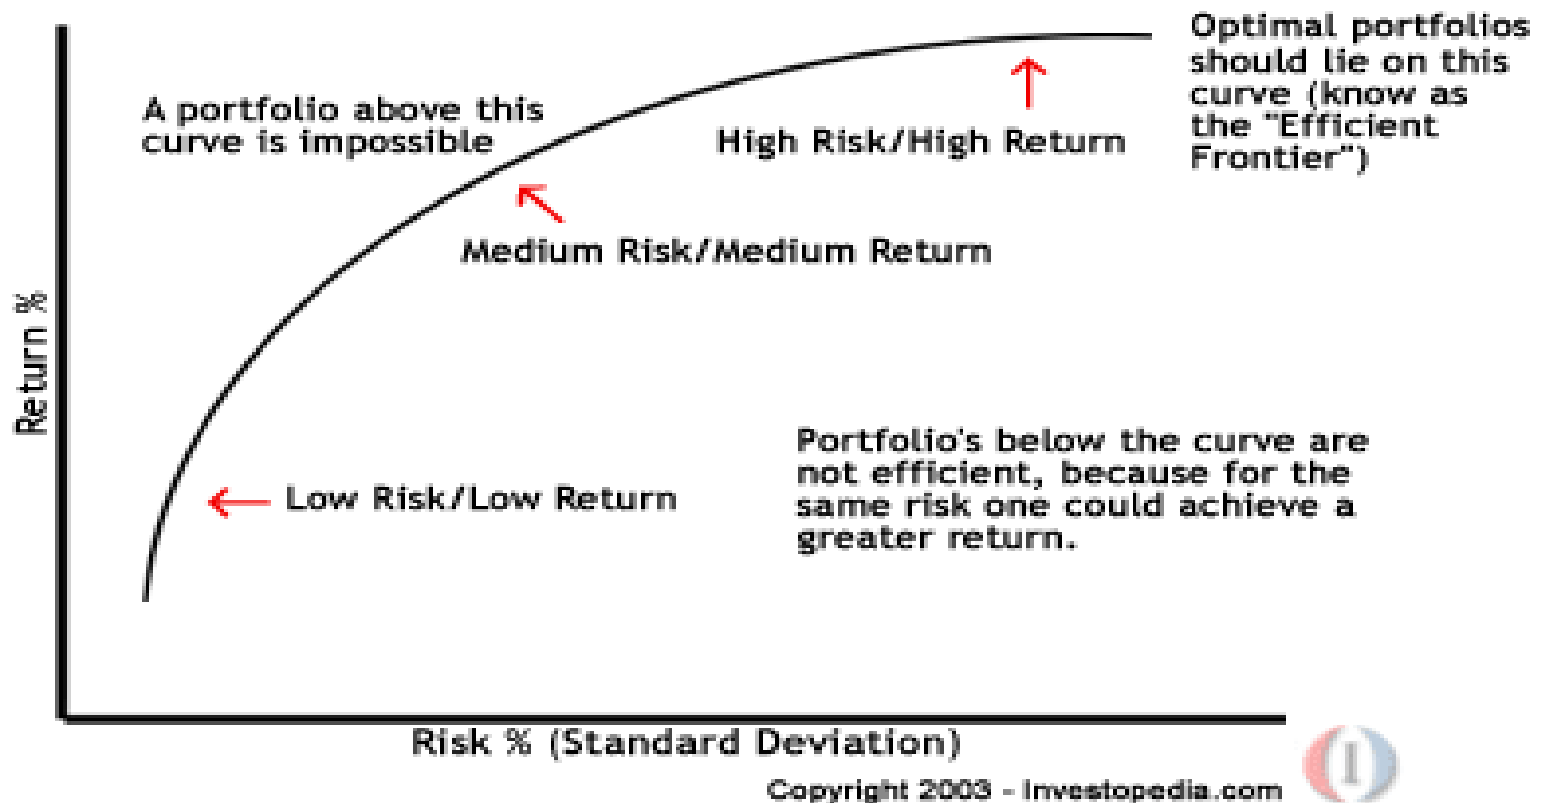 Optimal portfolios
should lie on this
curve (know as
the "Efficient
Frontier")
A portfolio above this
curve is impossible
High Risk/High Return
Medium Risk/Medium Return
Return %
Low Risk/Low Return
Portfolio's below the curve are
not efficient, because for the
same risk one could achieve a
greater return.
Risk % (Standard Deviation)
Copyright 2003 - Investopedia.com
I